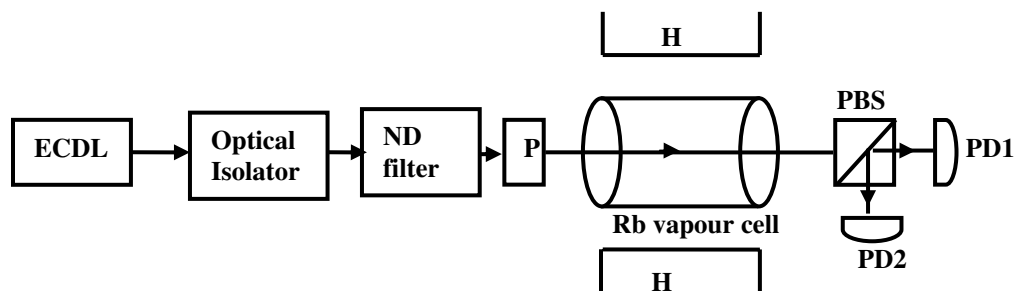 H
PBS
ECDL
Optical
Isolator
ND
filter
P
PD1
Rb vapour cell
PD2
H